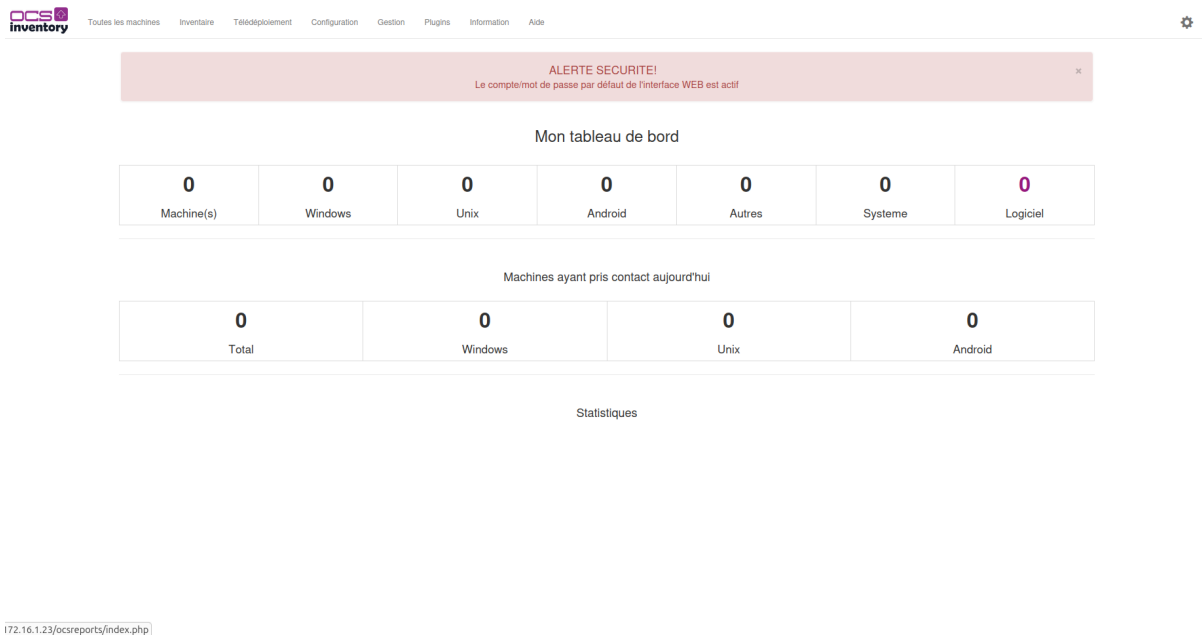 OCS
inventory
Toutes les machines Inventaire Télédéploiement Configuration Gestion Plugins Information Aide
ALERTE SECURITE!
×
Le compte/mot de passe par défaut de l'interface WEB est actif
Mon tableau de bord
0 0 0 0 0 0 0
Machine(s) Windows Unix Android Autres Systeme Logiciel
Machines ayant pris contact aujourd'hui
0 0 0 0
Total Windows Unix Android
Statistiques
172.16.1.23/ocsreports/index.php